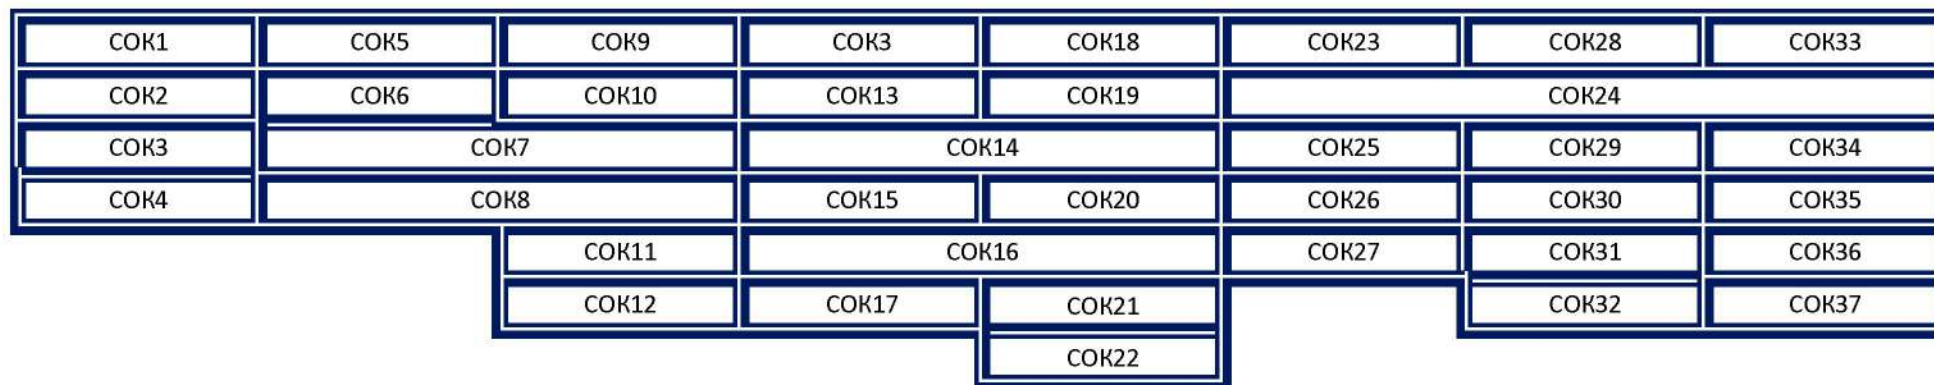 СОК1 СОК5 СОК9 СОК3 СОК18 СОК23 СОК28 СОК33
СОК2 СОК6 СОК10 СОК13 СОК19 СОК24
СОК3 СОК7 СОК14 СОК25 СОК29 СОК34
СОК4 СОК8 СОК15 СОК20 СОК26 СОК30 СОК35
СОК11 СОК16 СОК27 СОК31 СОК36
СОК12 СОК17 СОК21 СОК32 СОК37
СОК22